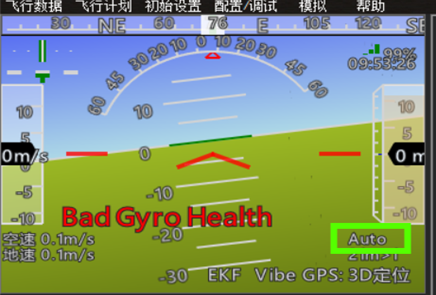 飞行数据 飞行计划 初始设置 配置/调试 模拟 帮助
30 NE 60 76 E 105 120 SE
60 45 30 20 10 0 10 20 30 45 60
99%
09:53:26
10 5 0m/s -5 -10
10 0 -10 -20 -30
10 5 0 m -5 -10
Bad Gyro Health
空速 0.1m/s
地速 0.1m/s
Auto
21m>1
EKF Vibe GPS: 3D定位